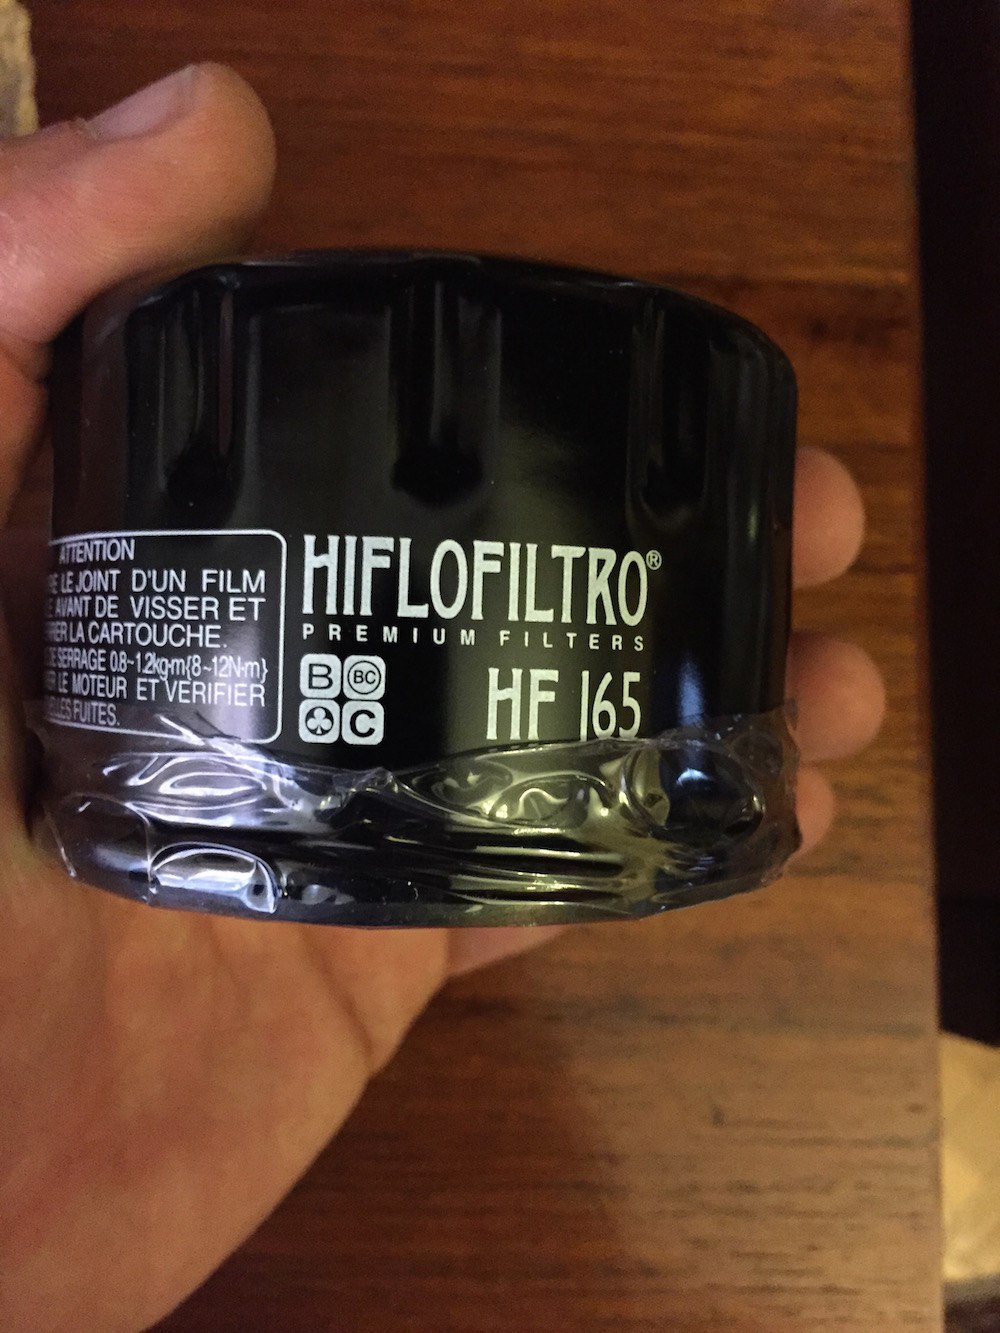 ATTENTION
LE JOINT D'UN FILM
AVANT DE VISSER ET
LA CARTOUCHE.
DE SERRAGE 0.8~1.2kg·m{8~12N·m}
LE MOTEUR ET VERIFIER
FUITES.
HIFLOFILTRO®
PREMIUM FILTERS
B BC
C
HF 165